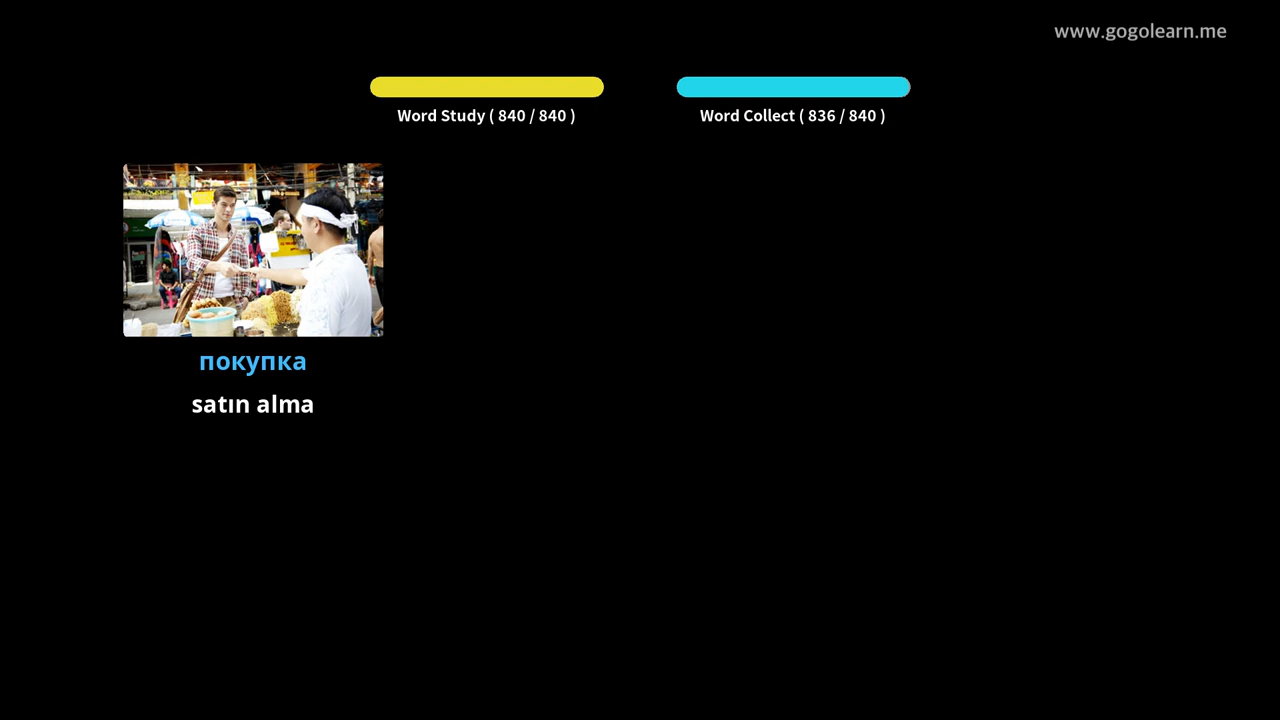 www.gogolearn.me
Word Study ( 840 / 840 )
Word Collect ( 836 / 840 )
покупка
satın alma